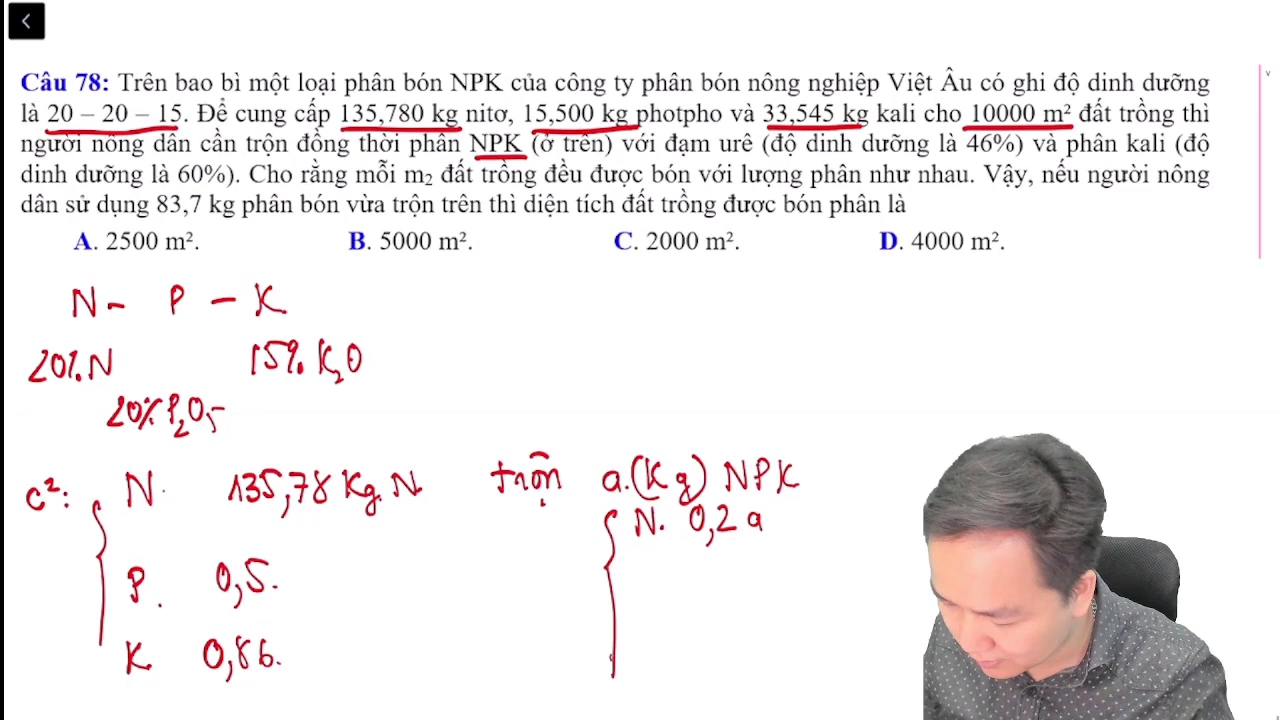 Câu 78: Trên bao bì một loại phân bón NPK của công ty phân bón nông nghiệp Việt Âu có ghi độ dinh dưỡng
là 20 – 20 – 15. Để cung cấp 135,780 kg nitơ, 15,500 kg photpho và 33,545 kg kali cho 10000 m² đất trồng thì
người nông dân cần trộn đồng thời phân NPK (ở trên) với đạm urê (độ dinh dưỡng là 46%) và phân kali (độ
dinh dưỡng là 60%). Cho rằng mỗi m₂ đất trồng đều được bón với lượng phân như nhau. Vậy, nếu người nông
dân sử dụng 83,7 kg phân bón vừa trộn trên thì diện tích đất trồng được bón phân là
A. 2500 m². B. 5000 m². C. 2000 m². D. 4000 m².
N - P - K
20% N 15% K₂O
20% P₂O₅
c²: N 135,78 Kg N trộn a (Kg) NPK
N. 0,2 a
P 0,5.
K 0,86.